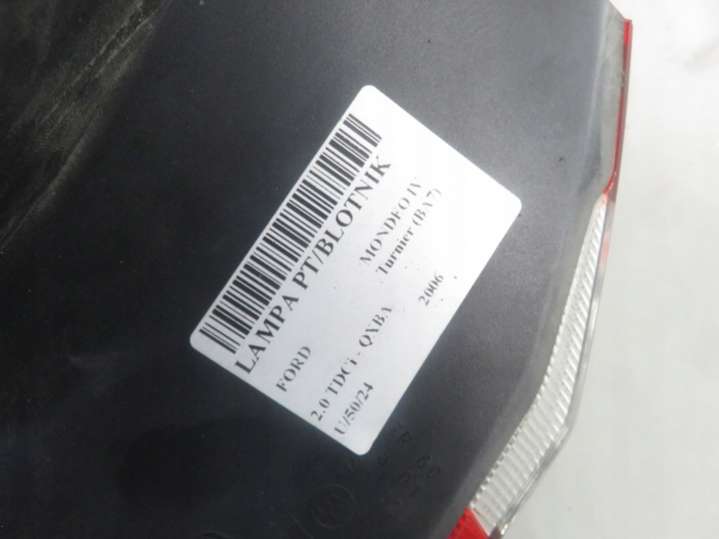 LAMPA PT/BLOTNIK
FORD MONDEO IV
Turnier (BA7)
2.0 TDCi - QXBA 2006
U/50/24